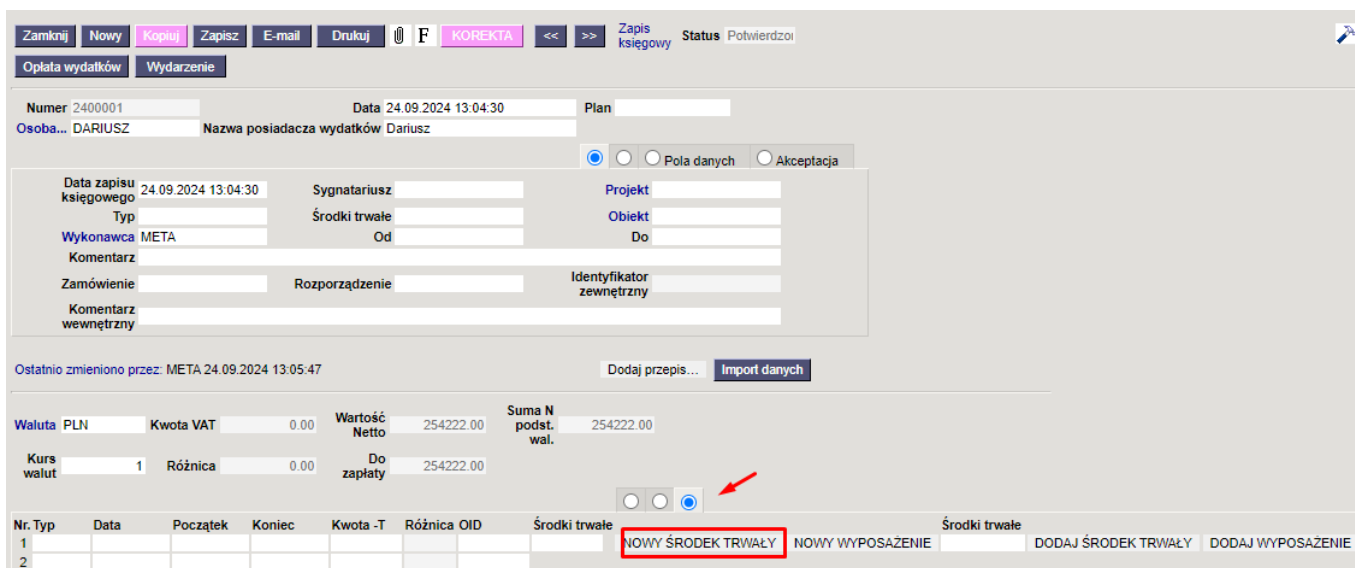 Zamknij Nowy Kopiuj Zapisz E-mail Drukuj F KOREKTA << >> Zapis księgowy Status Potwierdzoi
Opłata wydatków Wydarzenie
Numer 2400001 Data 24.09.2024 13:04:30 Plan
Osoba... DARIUSZ Nazwa posiadacza wydatków Dariusz
Pola danych Akceptacja
Data zapisu księgowego 24.09.2024 13:04:30 Sygnatariusz Projekt
Typ Środki trwałe Obiekt
Wykonawca META Od Do
Komentarz
Zamówienie Rozporządzenie Identyfikator zewnętrzny
Komentarz wewnętrzny
Ostatnio zmieniono przez: META 24.09.2024 13:05:47 Dodaj przepis... Import danych
Waluta PLN Kwota VAT 0.00 Wartość Netto 254222.00 Suma N podst. wal. 254222.00
Kurs walut 1 Różnica 0.00 Do zapłaty 254222.00
Nr. Typ Data Początek Koniec Kwota -T Różnica OID Środki trwałe Środki trwałe
1 NOWY ŚRODEK TRWAŁY NOWY WYPOSAŻENIE DODAJ ŚRODEK TRWAŁY DODAJ WYPOSAŻENIE
2